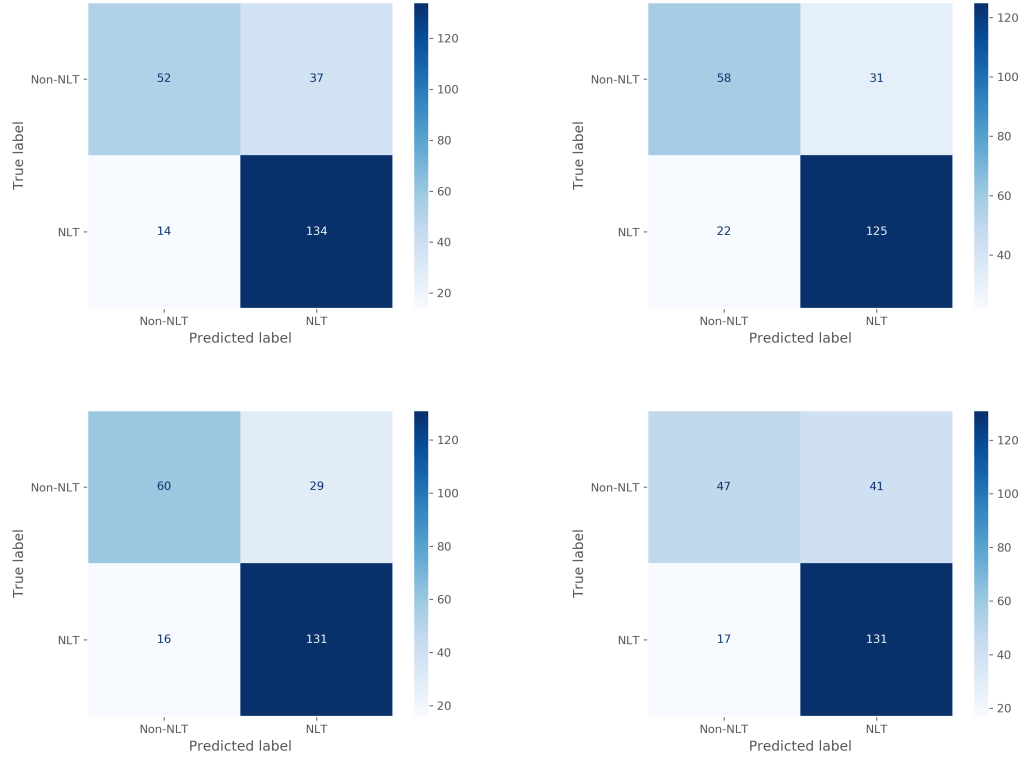 120
Non-NLT
52
37
100
80
True label
60
NLT
14
134
40
20
Non-NLT
NLT
Predicted label
120
Non-NLT
58
31
100
80
True label
60
NLT
22
125
40
Non-NLT
NLT
Predicted label
120
Non-NLT
60
29
100
80
True label
60
NLT
16
131
40
20
Non-NLT
NLT
Predicted label
120
Non-NLT
47
41
100
80
True label
60
NLT
17
131
40
20
Non-NLT
NLT
Predicted label